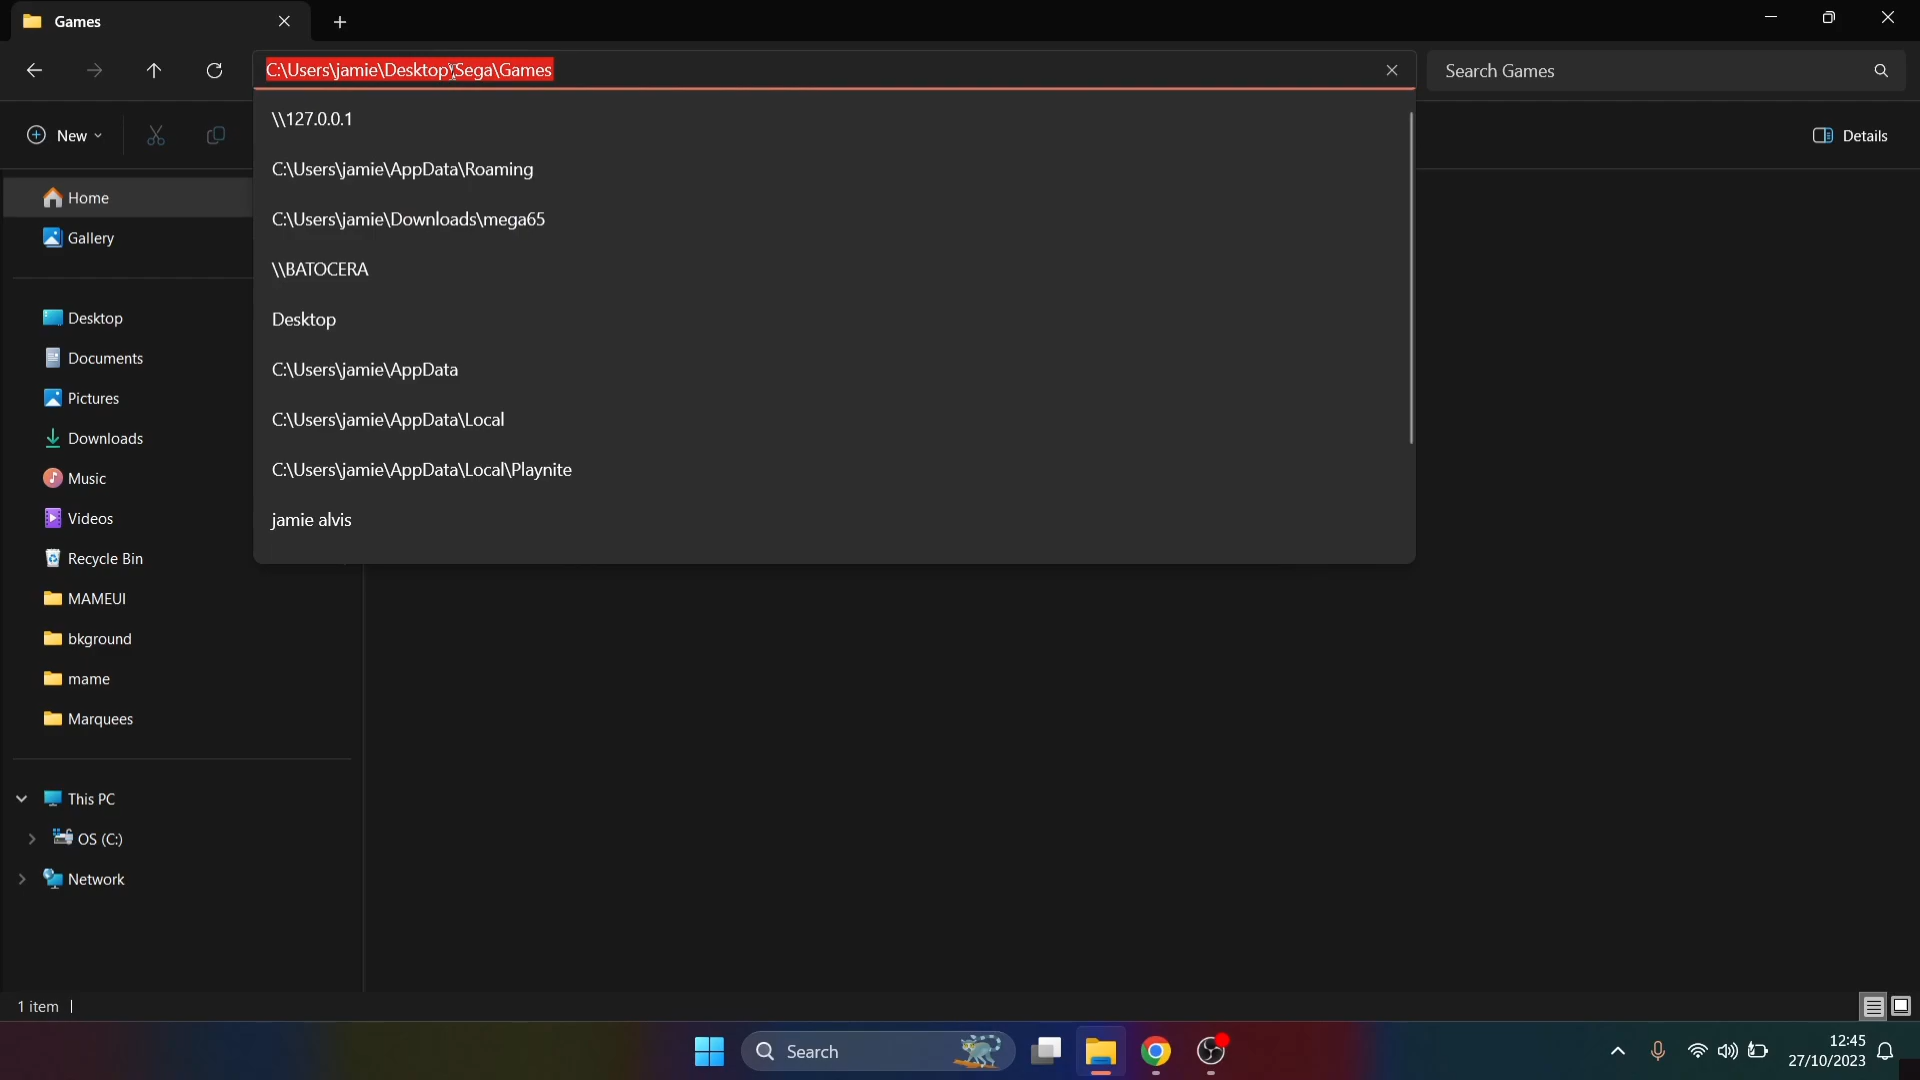 Games
C:\Users\jamie\Desktop\Sega\Games
Search Games
New
Details
\\127.0.0.1
C:\Users\jamie\AppData\Roaming
C:\Users\jamie\Downloads\mega65
\\BATOCERA
Desktop
C:\Users\jamie\AppData
C:\Users\jamie\AppData\Local
C:\Users\jamie\AppData\Local\Playnite
jamie alvis
Home
Gallery
Desktop
Documents
Pictures
Downloads
Music
Videos
Recycle Bin
MAMEUI
bkground
mame
Marquees
This PC
OS (C:)
Network
1 item
Search
12:45
27/10/2023